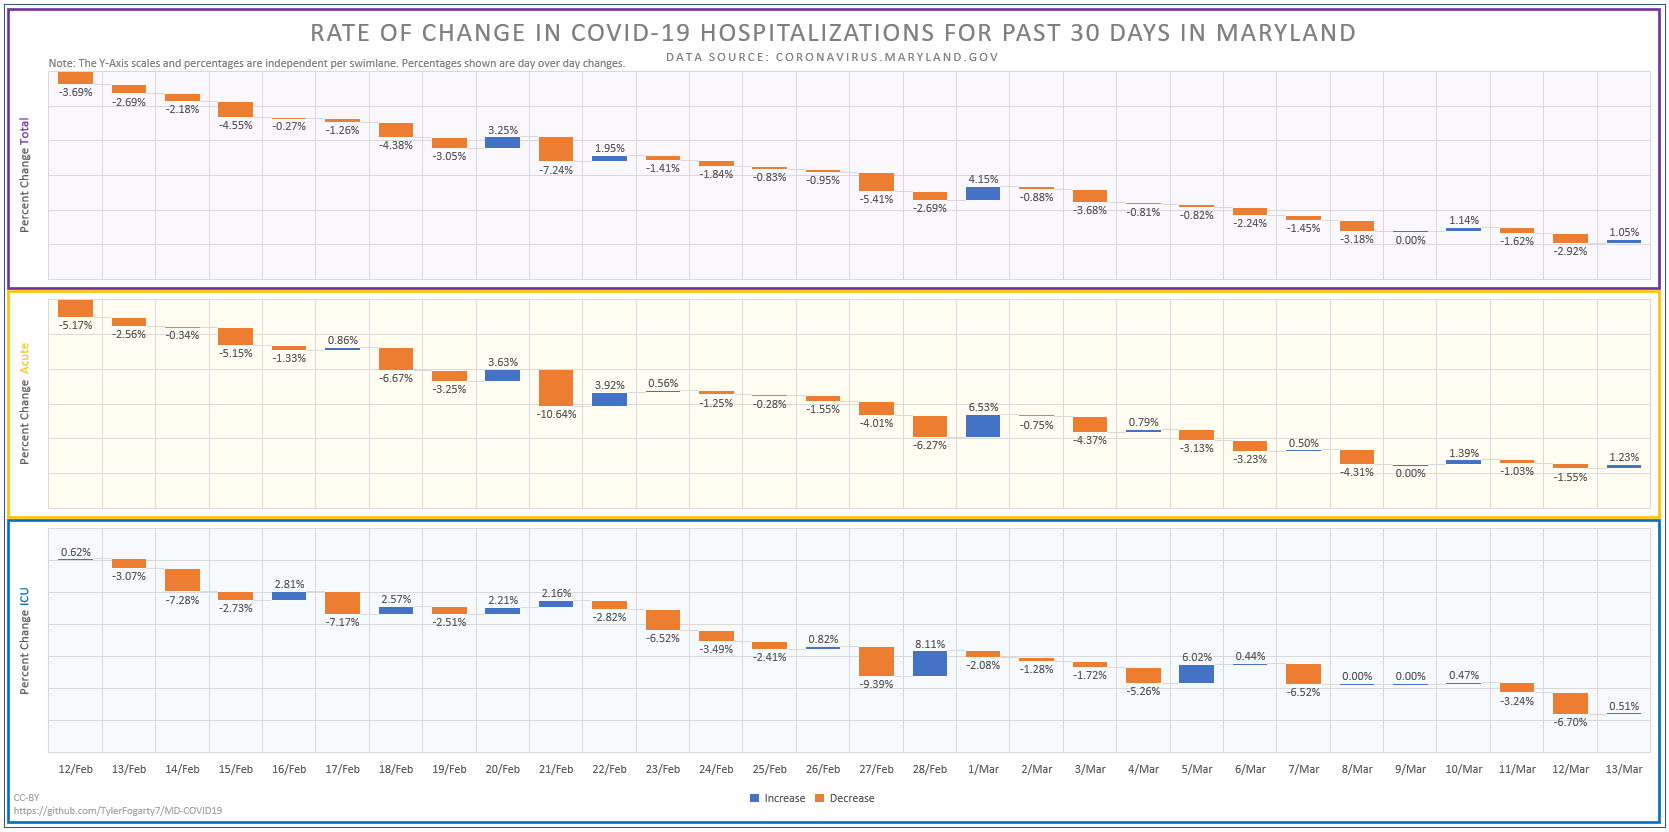 RATE OF CHANGE IN COVID-19 HOSPITALIZATIONS FOR PAST 30 DAYS IN MARYLAND
DATA SOURCE: CORONAVIRUS.MARYLAND.GOV
Note: The Y-Axis scales and percentages are independent per swimlane. Percentages shown are day over day changes.
Percent Change Total
-3.69% -2.69% -2.18% -4.55% -0.27% -1.26% -4.38% -3.05% 3.25% -7.24% 1.95% -1.41% -1.84% -0.83% -0.95% -5.41% -2.69% 4.15% -0.88% -3.68% -0.81% -0.82% -2.24% -1.45% -3.18% 0.00% 1.14% -1.62% -2.92% 1.05%
Percent Change Acute
-5.17% -2.56% -0.34% -5.15% -1.33% 0.86% -6.67% -3.25% 3.63% -10.64% 3.92% 0.56% -1.25% -0.28% -1.55% -4.01% -6.27% 6.53% -0.75% -4.37% 0.79% -3.13% -3.23% 0.50% -4.31% 0.00% 1.39% -1.03% -1.55% 1.23%
Percent Change ICU
0.62% -3.07% -7.28% -2.73% 2.81% -7.17% 2.57% -2.51% 2.21% 2.16% -2.82% -6.52% -3.49% -2.41% 0.82% -9.39% 8.11% -2.08% -1.28% -1.72% -5.26% 6.02% 0.44% -6.52% 0.00% 0.00% 0.47% -3.24% -6.70% 0.51%
12/Feb 13/Feb 14/Feb 15/Feb 16/Feb 17/Feb 18/Feb 19/Feb 20/Feb 21/Feb 22/Feb 23/Feb 24/Feb 25/Feb 26/Feb 27/Feb 28/Feb 1/Mar 2/Mar 3/Mar 4/Mar 5/Mar 6/Mar 7/Mar 8/Mar 9/Mar 10/Mar 11/Mar 12/Mar 13/Mar
Increase Decrease
CC-BY
https://github.com/TylerFogarty7/MD-COVID19